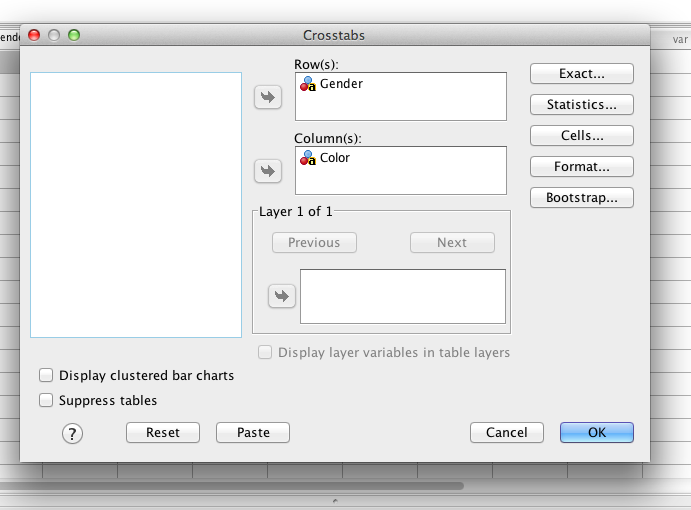 Crosstabs
var
Row(s):
Gender
Column(s):
Color
Layer 1 of 1
Previous
Next
Display layer variables in table layers
Exact...
Statistics...
Cells...
Format...
Bootstrap...
Display clustered bar charts
Suppress tables
?
Reset
Paste
Cancel
OK